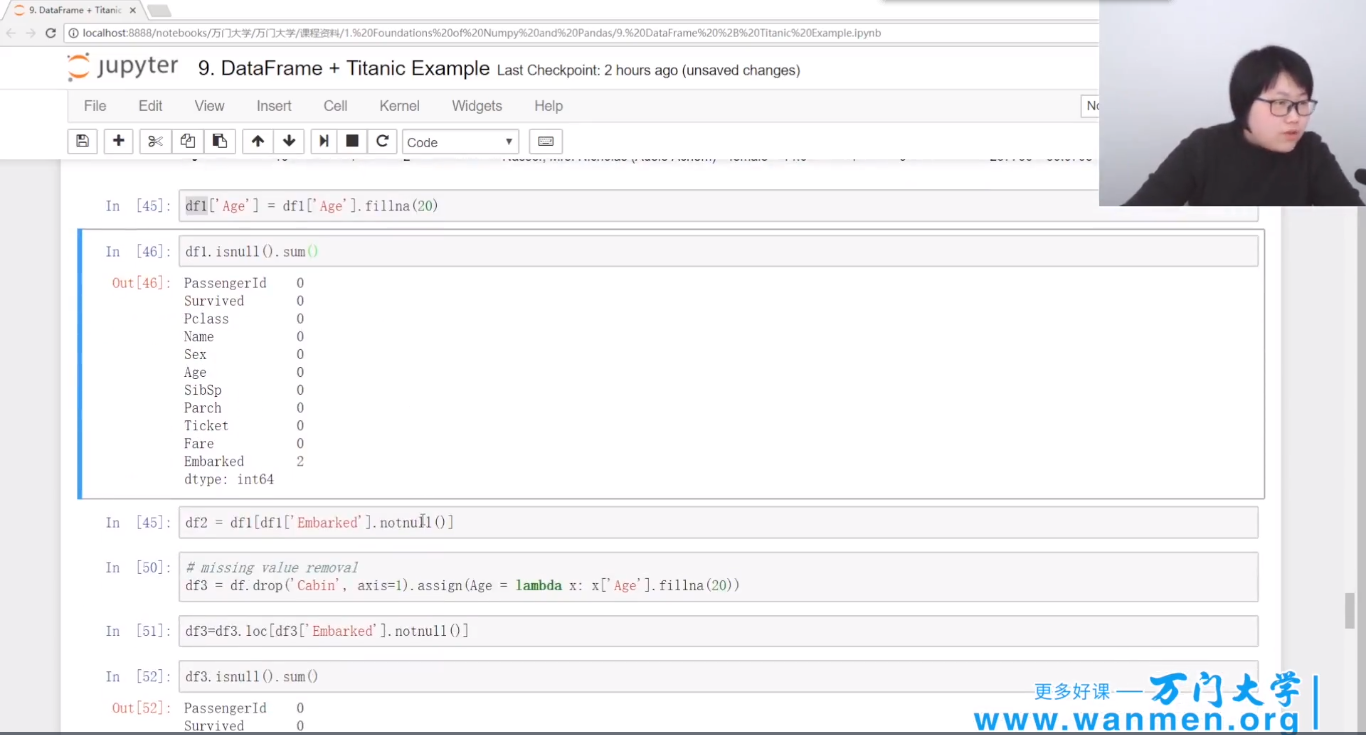 9. DataFrame + Titanic
localhost:8888/notebooks/万门大学/万门大学/课程资料/1.%20Foundations%20of%20Numpy%20and%20Pandas/9.%20DataFrame%20%2B%20Titanic%20Example.ipynb
jupyter 9. DataFrame + Titanic Example Last Checkpoint: 2 hours ago (unsaved changes)
File Edit View Insert Cell Kernel Widgets Help
Code
In [45]: df1['Age'] = df1['Age'].fillna(20)
In [46]: df1.isnull().sum()
Out[46]: PassengerId 0
Survived 0
Pclass 0
Name 0
Sex 0
Age 0
SibSp 0
Parch 0
Ticket 0
Fare 0
Embarked 2
dtype: int64
In [45]: df2 = df1[df1['Embarked'].notnull()]
In [50]: # missing value removal
df3 = df.drop('Cabin', axis=1).assign(Age = lambda x: x['Age'].fillna(20))
In [51]: df3=df3.loc[df3['Embarked'].notnull()]
In [52]: df3.isnull().sum()
Out[52]: PassengerId 0
Survived 0
更多好课 — 万门大学
www.wanmen.org